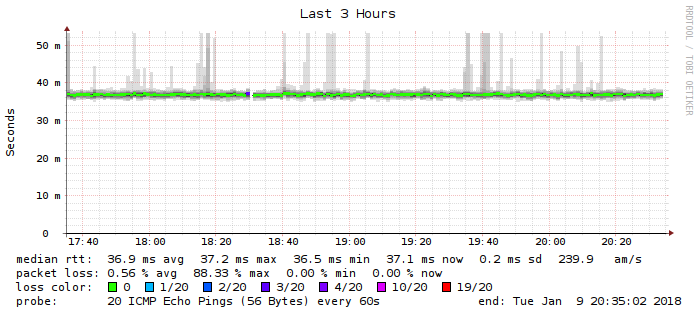 Last 3 Hours
RRDTOOL / TOBI OETIKER
Seconds
50 m
40 m
30 m
20 m
10 m
0
17:40 18:00 18:20 18:40 19:00 19:20 19:40 20:00 20:20
median rtt: 36.9 ms avg 37.2 ms max 36.5 ms min 37.1 ms now 0.2 ms sd 239.9 am/s
packet loss: 0.56 % avg 88.33 % max 0.00 % min 0.00 % now
loss color: 0 1/20 2/20 3/20 4/20 10/20 19/20
probe: 20 ICMP Echo Pings (56 Bytes) every 60s end: Tue Jan 9 20:35:02 2018